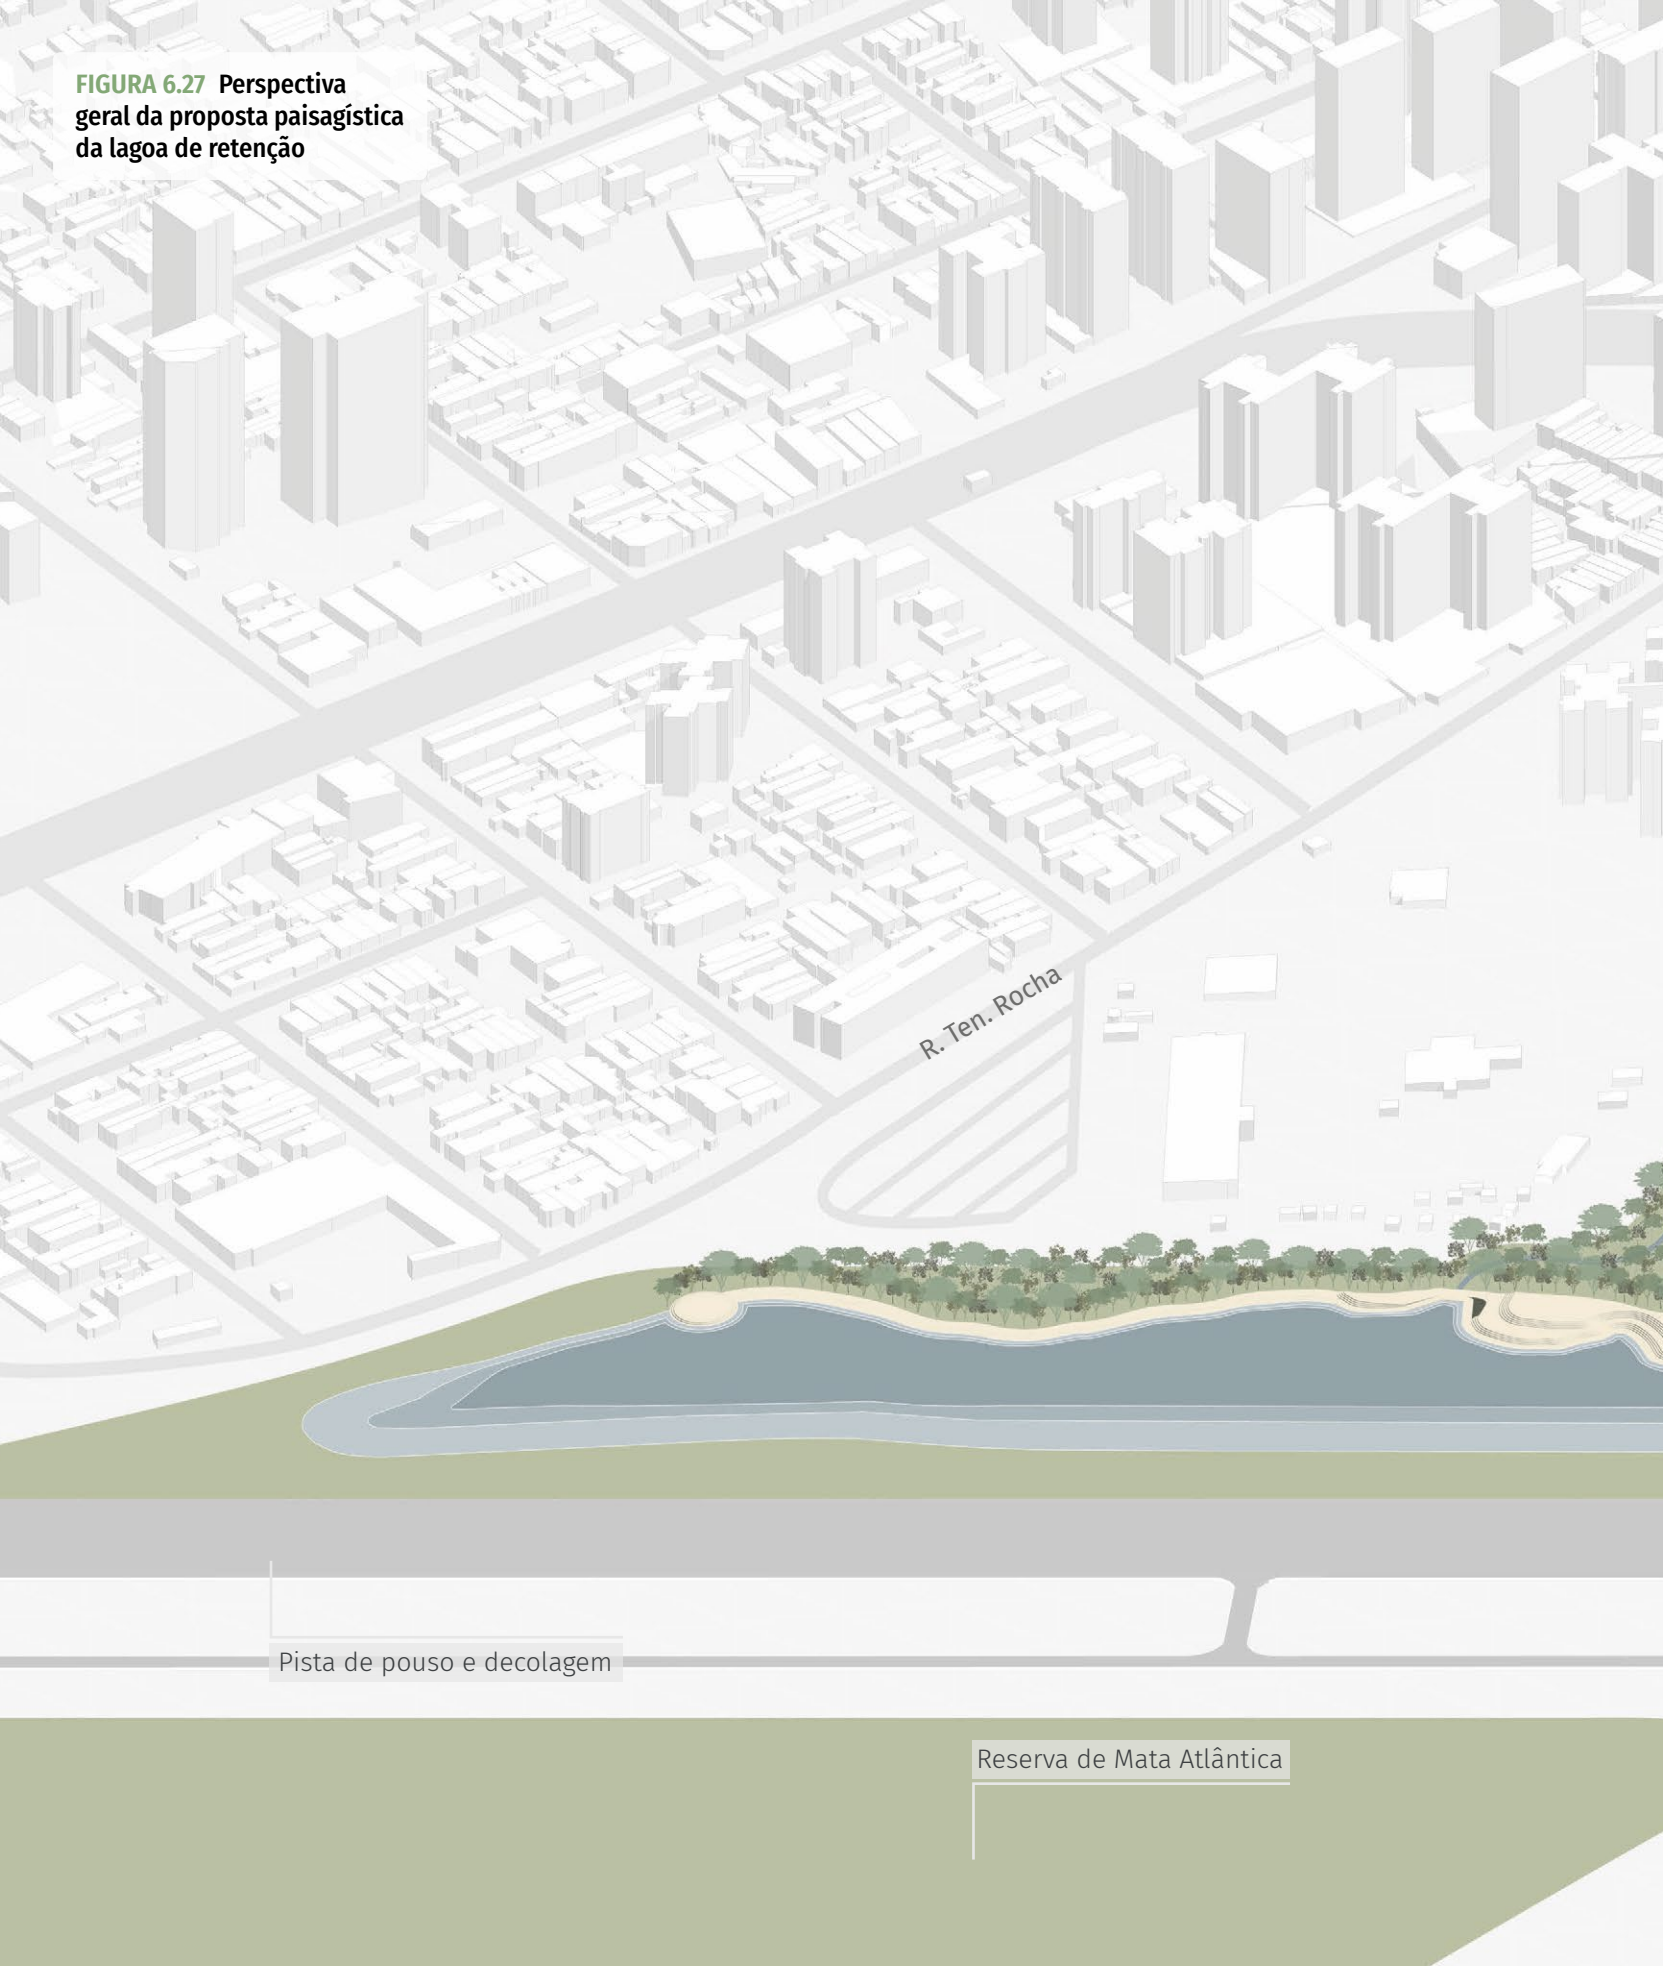 FIGURA 6.27 Perspectiva
geral da proposta paisagística
da lagoa de retenção
R. Ten. Rocha
Pista de pouso e decolagem
Reserva de Mata Atlântica